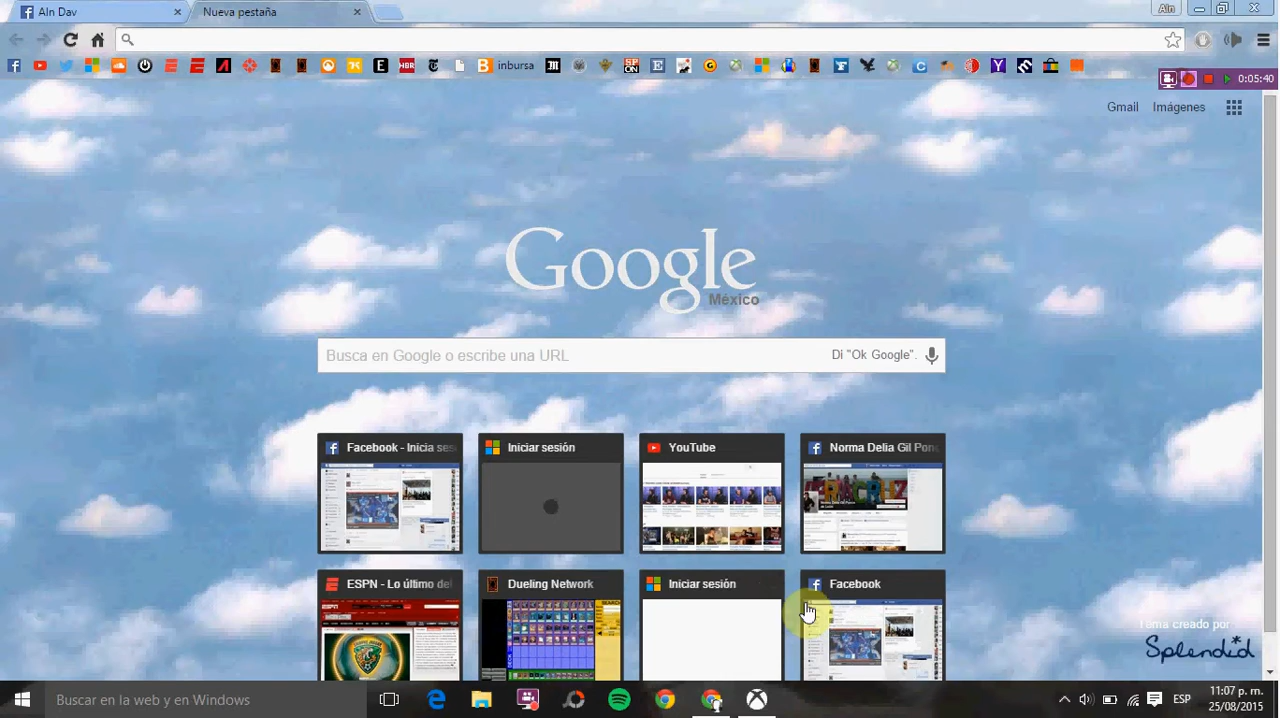 Aln Dav
Nueva pestaña
Aln
inbursa
0:05:40
Gmail
Imágenes
Google
México
Busca en Google o escribe una URL
Di "Ok Google".
Facebook - Inicia ses
Iniciar sesión
YouTube
Norma Delia Gil Pon
ESPN - Lo último del
Dueling Network
Iniciar sesión
Facebook
ema creado por
Splendid
Buscar en la web y en Windows
ESP
11:07 p. m.
25/08/2015